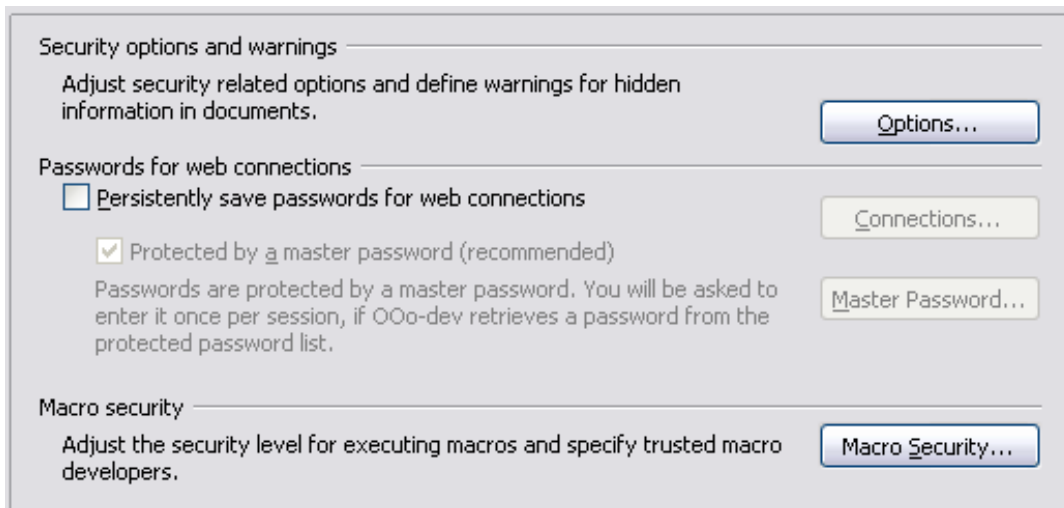 Security options and warnings
Adjust security related options and define warnings for hidden
information in documents.
Options...
Passwords for web connections
Persistently save passwords for web connections
Connections...
Protected by a master password (recommended)
Passwords are protected by a master password. You will be asked to
enter it once per session, if OOo-dev retrieves a password from the
protected password list.
Master Password...
Macro security
Adjust the security level for executing macros and specify trusted macro
developers.
Macro Security...